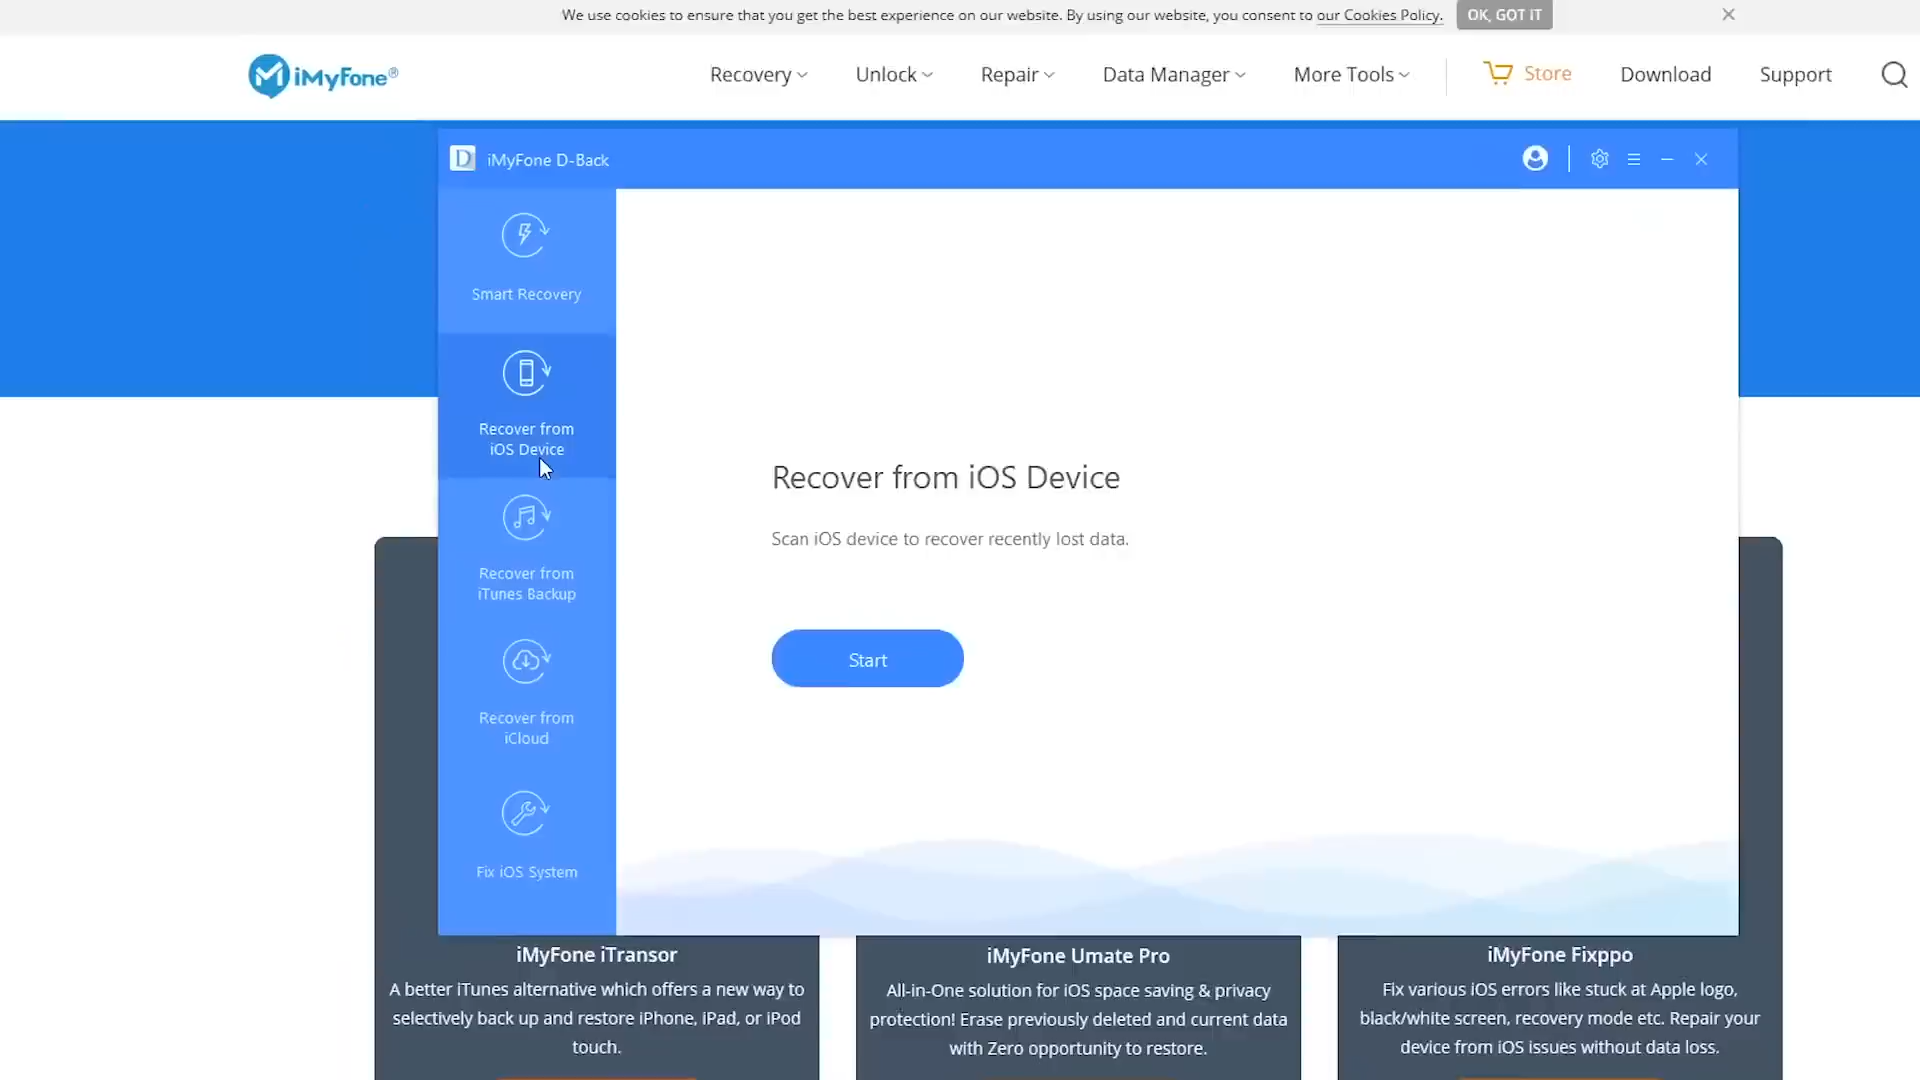 We use cookies to ensure that you get the best experience on our website. By using our website, you consent to our Cookies Policy. OK, GOT IT
iMyFone®
Recovery Unlock Repair Data Manager More Tools Store Download Support
iMyFone D-Back
Smart Recovery
Recover from
iOS Device
Recover from
iTunes Backup
Recover from
iCloud
Fix iOS System
Recover from iOS Device
Scan iOS device to recover recently lost data.
Start
iMyFone iTransor
A better iTunes alternative which offers a new way to
selectively back up and restore iPhone, iPad, or iPod
touch.
iMyFone Umate Pro
All-in-One solution for iOS space saving & privacy
protection! Erase previously deleted and current data
with Zero opportunity to restore.
iMyFone Fixppo
Fix various iOS errors like stuck at Apple logo,
black/white screen, recovery mode etc. Repair your
device from iOS issues without data loss.